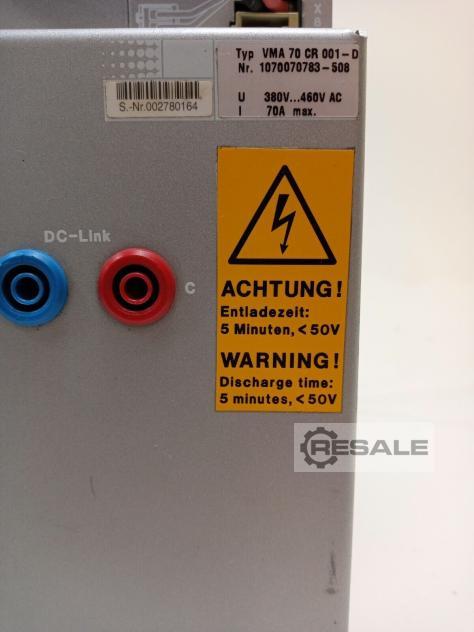 X8
Typ VMA 70 CR 001-D
Nr. 1070070783-508
U 380V...460V AC
I 70A max.
S.-Nr.002780164
DC-Link
C
ACHTUNG!
Entladezeit:
5 Minuten, <50V
WARNING!
Discharge time:
5 minutes, <50V
RESALE